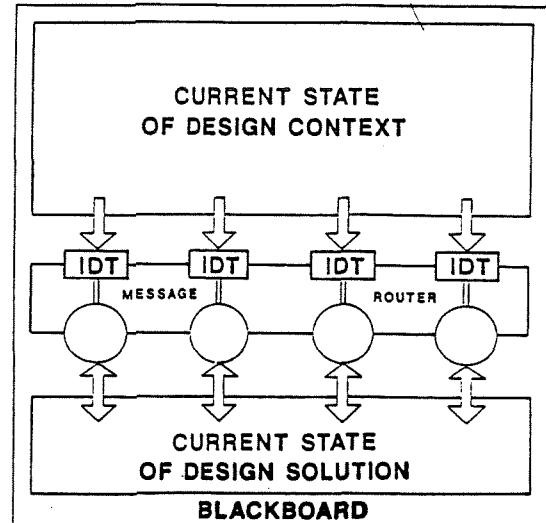 CURRENT STATE
OF DESIGN CONTEXT
IDT IDT IDT IDT
MESSAGE ROUTER
CURRENT STATE
OF DESIGN SOLUTION
BLACKBOARD